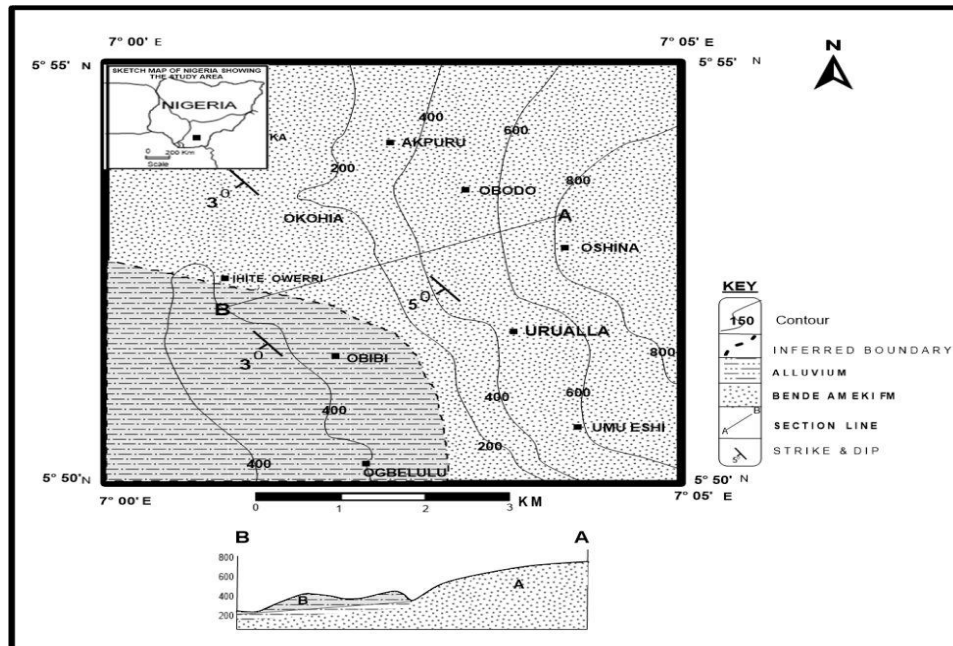 7° 00' E
7° 05' E
5° 55' N
5° 55' N
N
SKETCH MAP OF NIGERIA SHOWING
THE STUDY AREA
NIGERIA
KA
0 200 Km
Scale
400
600
AKPURU
200
800
OBODO
3°
OKOHIA
A
OSHINA
IHITE OWERRI
B
5°
URUALLA
3°
OBIBI
800
400
400
600
UMU ESHI
200
400
OGBELULU
5° 50' N
5° 50' N
7° 00' E
7° 05' E
0 1 2 3
KM
KEY
150 Contour
INFERRED BOUNDARY
ALLUVIUM
BENDE AMEKI FM
A B SECTION LINE
5 STRIKE & DIP
B A
800
600
400
200
B
A